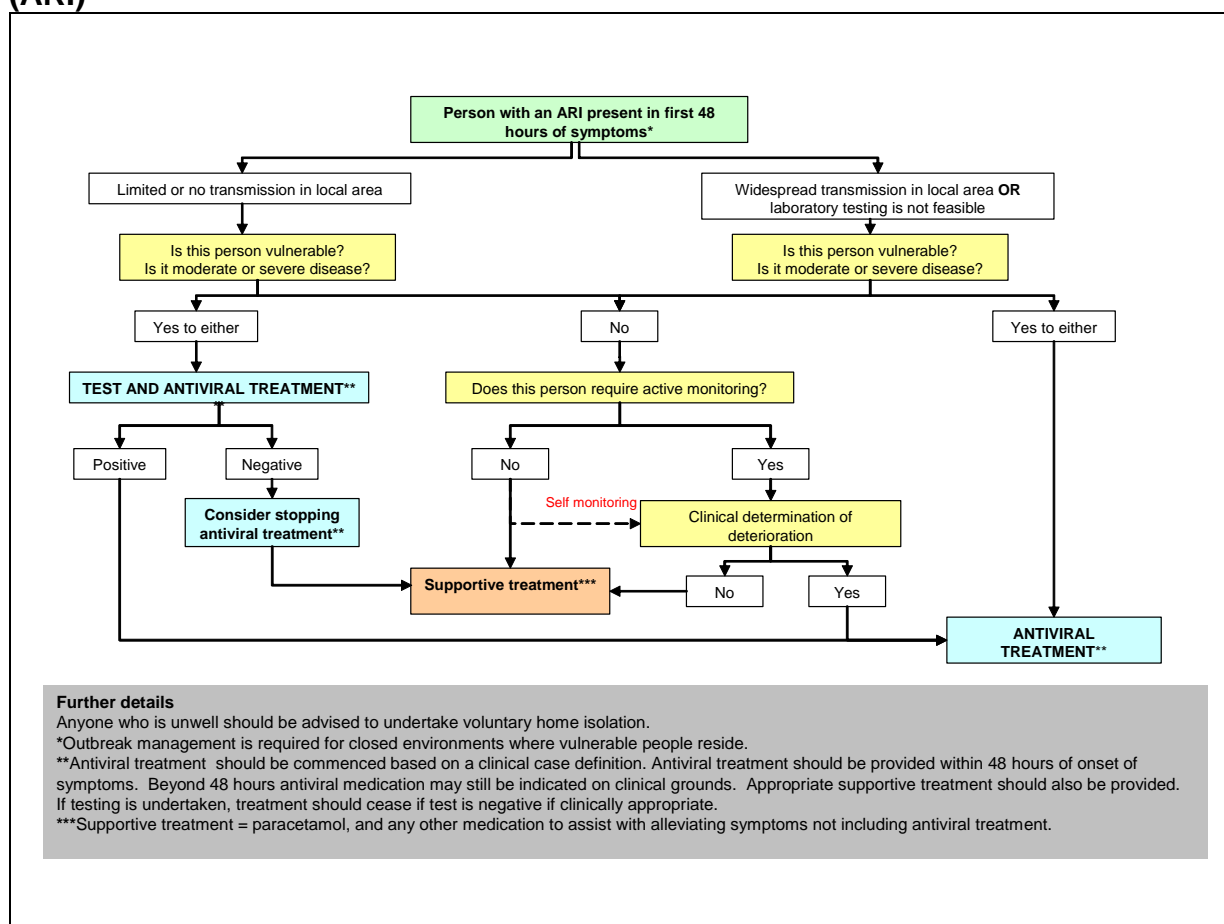 (ARI)
Person with an ARI present in first 48
hours of symptoms*
Limited or no transmission in local area
Widespread transmission in local area OR
laboratory testing is not feasible
Is this person vulnerable?
Is it moderate or severe disease?
Is this person vulnerable?
Is it moderate or severe disease?
Yes to either
No
Yes to either
TEST AND ANTIVIRAL TREATMENT**
Does this person require active monitoring?
Positive
Negative
No
Yes
Consider stopping
antiviral treatment**
Self monitoring
Clinical determination of
deterioration
Supportive treatment***
No
Yes
ANTIVIRAL
TREATMENT**
Further details
Anyone who is unwell should be advised to undertake voluntary home isolation.
*Outbreak management is required for closed environments where vulnerable people reside.
**Antiviral treatment  should be commenced based on a clinical case definition. Antiviral treatment should be provided within 48 hours of onset of
symptoms.  Beyond 48 hours antiviral medication may still be indicated on clinical grounds.  Appropriate supportive treatment should also be provided.
If testing is undertaken, treatment should cease if test is negative if clinically appropriate.
***Supportive treatment = paracetamol, and any other medication to assist with alleviating symptoms not including antiviral treatment.